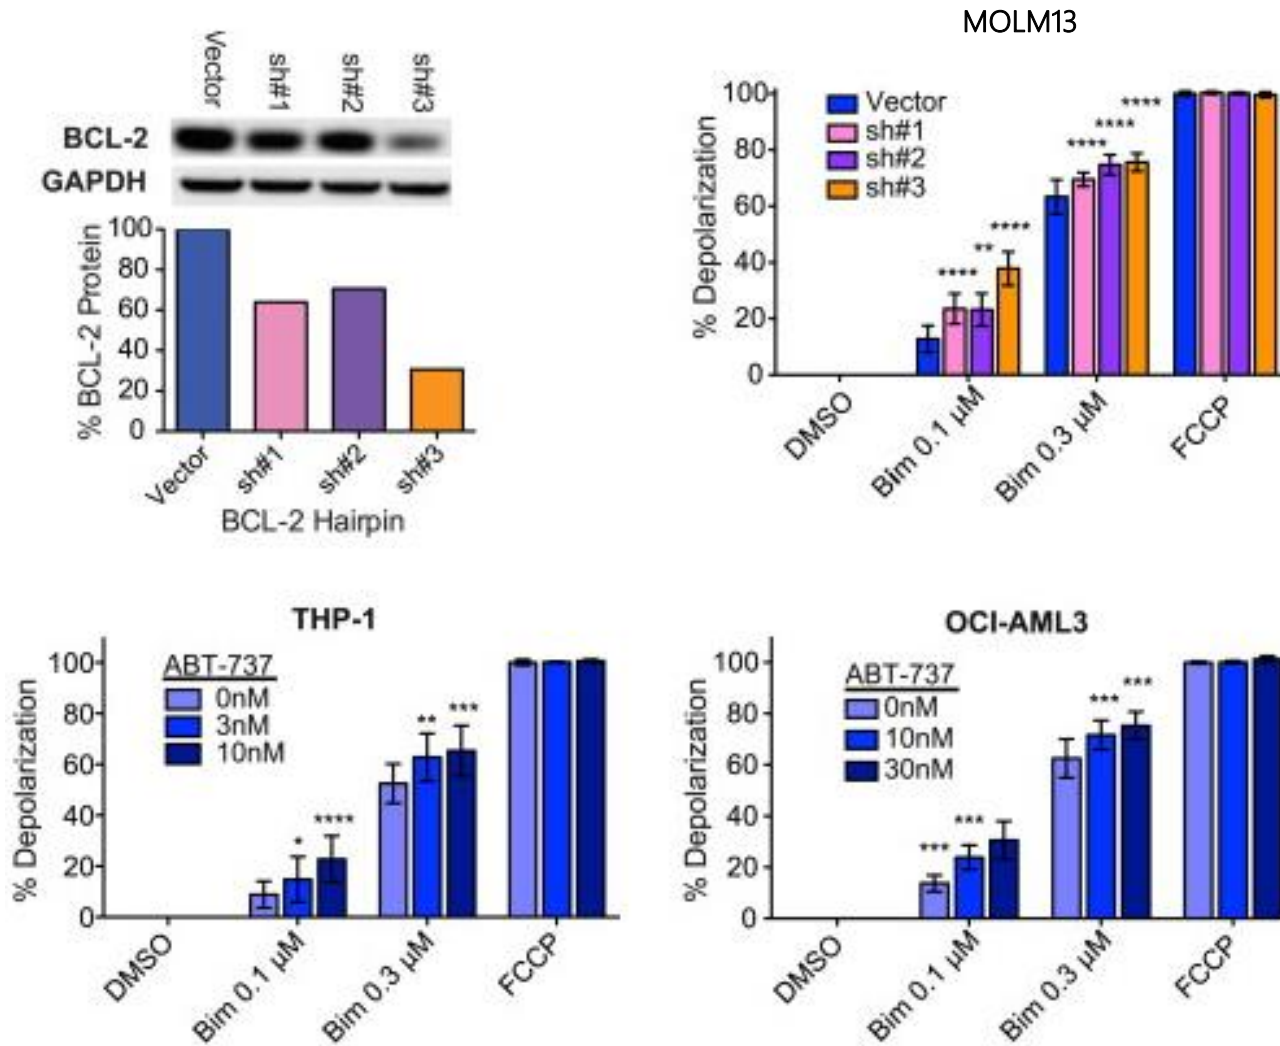 MOLM13
Vector
sh#1
sh#2
sh#3
BCL-2
GAPDH
% BCL-2 Protein
100
80
60
40
20
0
Vector
sh#1
sh#2
sh#3
BCL-2 Hairpin
% Depolarization
100
80
60
40
20
0
Vector
sh#1
sh#2
sh#3
****
**
****
****
****
****
DMSO
Bim 0.1 µM
Bim 0.3 µM
FCCP
THP-1
% Depolarization
100
80
60
40
20
0
ABT-737
0nM
3nM
10nM
*
****
**
***
DMSO
Bim 0.1 µM
Bim 0.3 µM
FCCP
OCI-AML3
% Depolarization
100
80
60
40
20
0
ABT-737
0nM
10nM
30nM
***
***
***
***
DMSO
Bim 0.1 µM
Bim 0.3 µM
FCCP